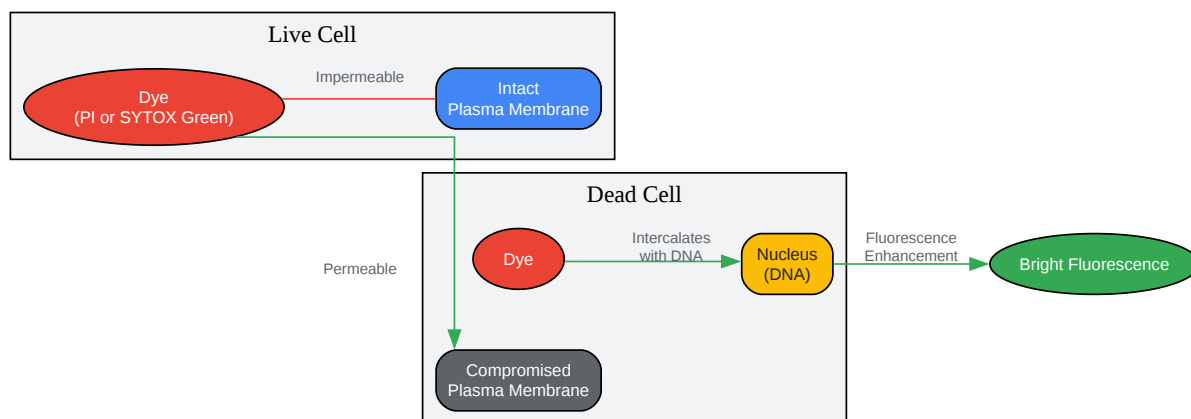 Live Cell
Dye
(PI or SYTOX Green)
Impermeable
Intact
Plasma Membrane
Permeable
Dead Cell
Dye
Intercalates
with DNA
Nucleus
(DNA)
Fluorescence
Enhancement
Bright Fluorescence
Compromised
Plasma Membrane